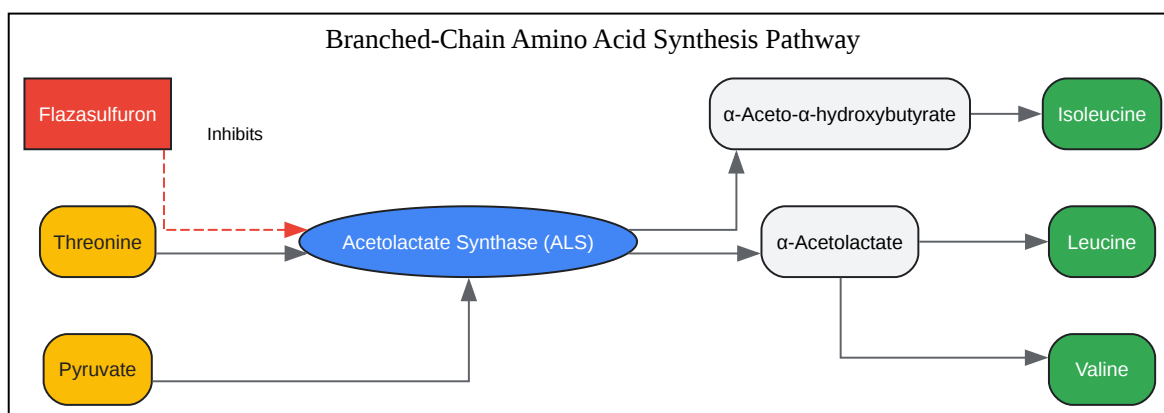 Branched-Chain Amino Acid Synthesis Pathway
Flazasulfuron
Inhibits
α-Aceto-α-hydroxybutyrate
Isoleucine
Threonine
Acetolactate Synthase (ALS)
α-Acetolactate
Leucine
Pyruvate
Valine